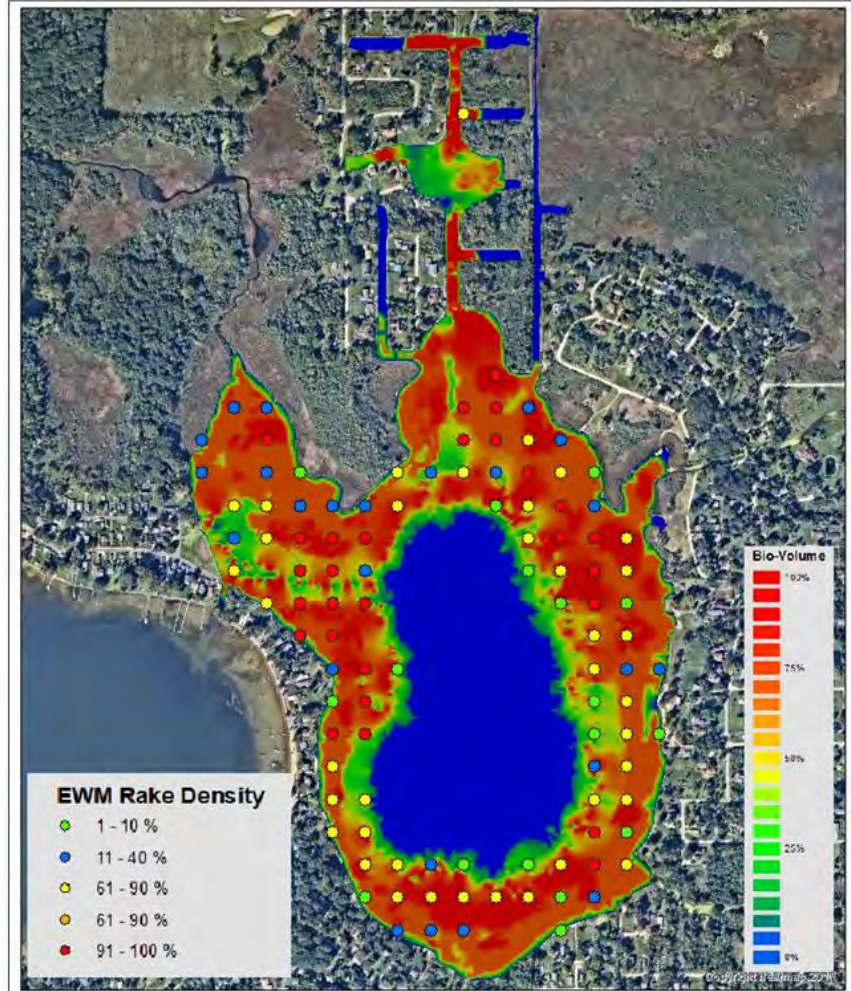 Bio-Volume
100%
75%
50%
25%
0%
EWM Rake Density
1 - 10 %
11 - 40 %
61 - 90 %
61 - 90 %
91 - 100 %